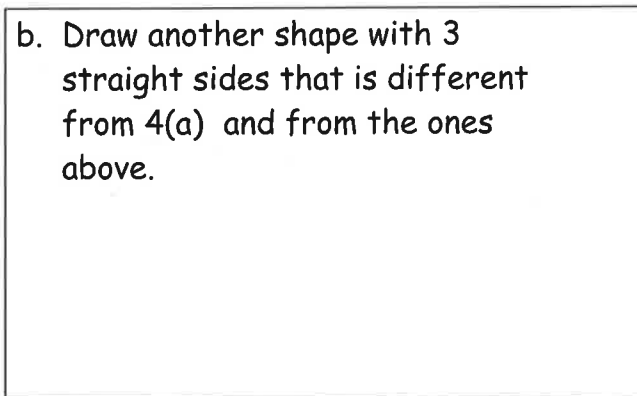 b. Draw another shape with 3
straight sides that is different
from 4(a) and from the ones
above.